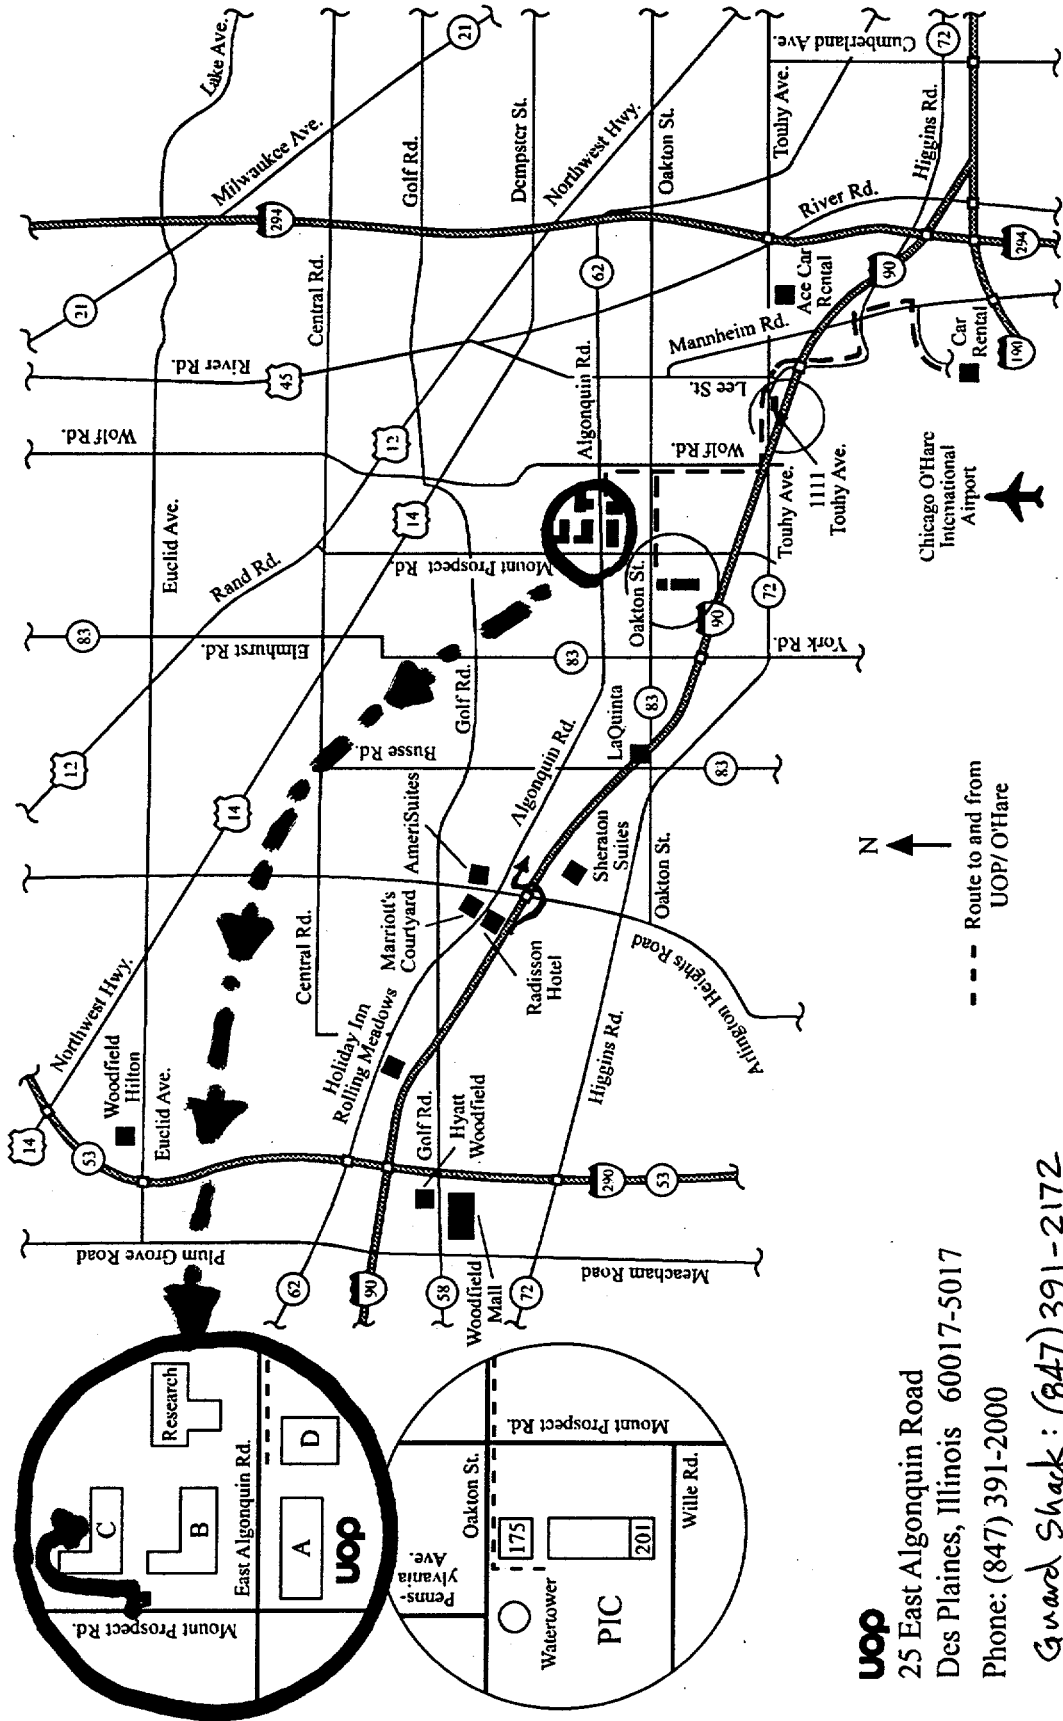 Lake Ave.
Milwaukee Ave.
21
21
294
Central Rd.
Golf Rd.
Dempster St.
Northwest Hwy.
Oakton St.
Touhy Ave.
Cumberland Ave.
72
Higgins Rd.
River Rd.
62
Ace Car
Rental
90
294
Mannheim Rd.
Car
Rental
190
River Rd.
45
Algonquin Rd.
Lee St.
Wolf Rd.
12
Wolf Rd.
1111
Touhy Ave.
Touhy Ave.
Chicago O'Hare
International
Airport
14
Euclid Ave.
Rand Rd.
Mount Prospect Rd.
Oakton St.
90
72
83
Elmhurst Rd.
83
York Rd.
Golf Rd.
12
Busse Rd.
Algonquin Rd.
LaQuinta
83
83
14
AmeriSuites
Sheraton
Suites
Oakton St.
Marriott's
Courtyard
Central Rd.
Radisson
Hotel
Arlington Heights Road
Northwest Hwy.
Holiday Inn
Rolling Meadows
Higgins Rd.
Woodfield
Hilton
Euclid Ave.
14
53
Golf Rd.
Hyatt
Woodfield
290
53
Plum Grove Road
Meacham Road
62
90
58
72
Woodfield
Mall
N
Route to and from
UOP/ O'Hare
Research
C
B
Mount Prospect Rd.
East Algonquin Rd.
D
A
uop
Mount Prospect Rd.
Oakton St.
Penns-
ylvania
Ave.
175
201
Wille Rd.
Watertower
PIC
uop
25 East Algonquin Road
Des Plaines, Illinois 60017-5017
Phone: (847) 391-2000
Guard Shack: (847) 391-2172